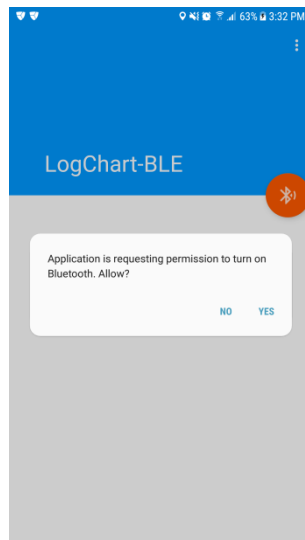 63% 3:32 PM
LogChart-BLE
Application is requesting permission to turn on
Bluetooth. Allow?
NO YES